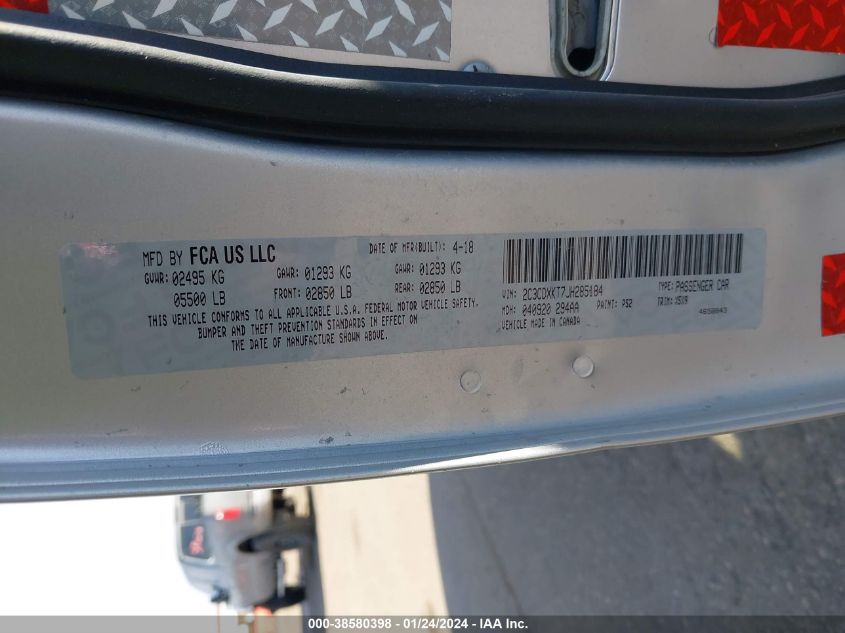 MFD BY FCA US LLC
DATE OF MFR(BUILT): 4-18
GVWR: 02495 KG
GAWR: 01293 KG
GAWR: 01293 KG
05500 LB
FRONT: 02850 LB
REAR: 02850 LB
THIS VEHICLE CONFORMS TO ALL APPLICABLE U.S.A. FEDERAL MOTOR VEHICLE SAFETY,
BUMPER AND THEFT PREVENTION STANDARDS IN EFFECT ON
THE DATE OF MANUFACTURE SHOWN ABOVE.
VIN: 2C3CDXKT7JH285184
TYPE: PASSENGER CAR
MDH: 040920 294AA
PAINT: PS2
TRIM: X5X9
MADE IN CANADA
000-38580398 - 01/24/2024 - IAA Inc.